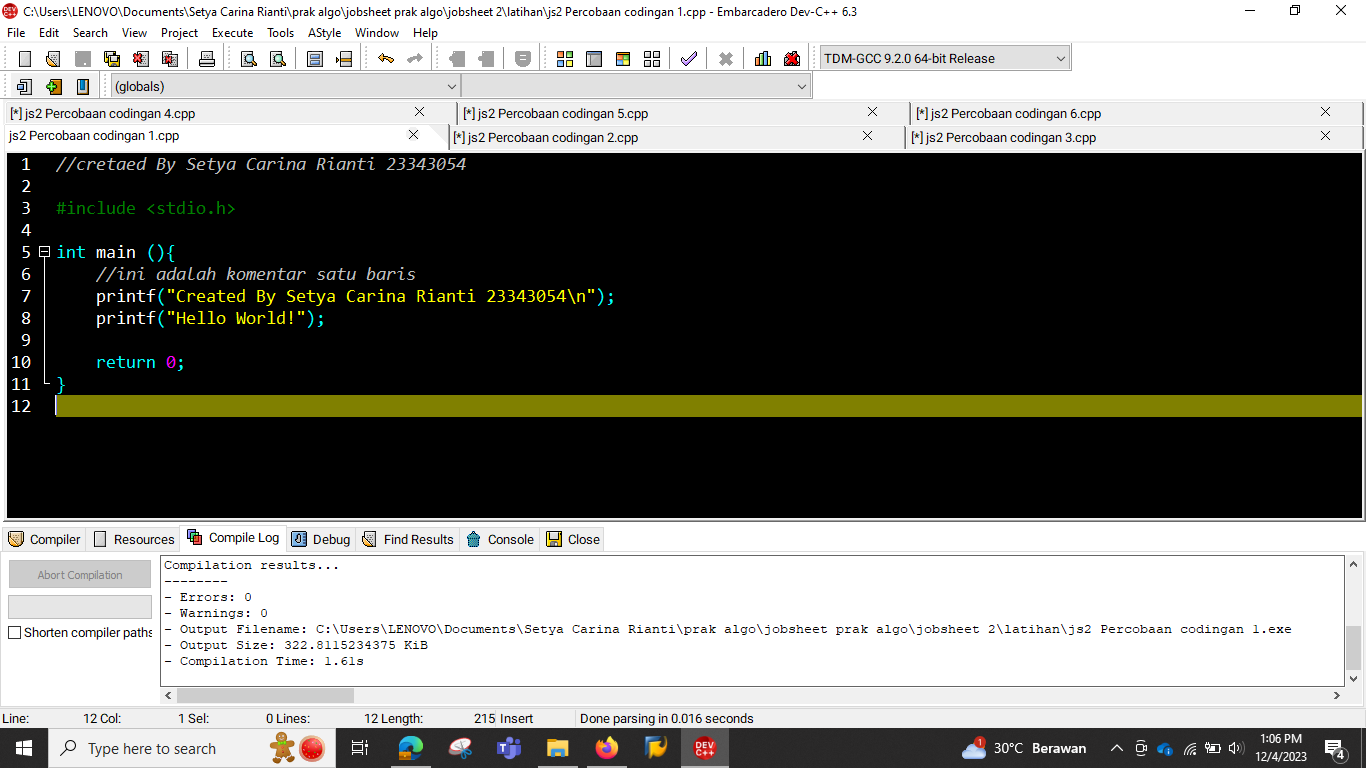 C:\Users\LENOVO\Documents\Setya Carina Rianti\prak algo\jobsheet prak algo\jobsheet 2\latihan\js2 Percobaan codingan 1.cpp - Embarcadero Dev-C++ 6.3
File Edit Search View Project Execute Tools AStyle Window Help
TDM-GCC 9.2.0 64-bit Release
(globals)
[*] js2 Percobaan codingan 4.cpp [*] js2 Percobaan codingan 5.cpp [*] js2 Percobaan codingan 6.cpp
js2 Percobaan codingan 1.cpp [*] js2 Percobaan codingan 2.cpp [*] js2 Percobaan codingan 3.cpp
1 //cretaed By Setya Carina Rianti 23343054
2
3 #include <stdio.h>
4
5 int main (){
6 //ini adalah komentar satu baris
7 printf("Created By Setya Carina Rianti 23343054\n");
8 printf("Hello World!");
9
10 return 0;
11 }
12
Compiler Resources Compile Log Debug Find Results Console Close
Abort Compilation
Shorten compiler paths
Compilation results...
--------
- Errors: 0
- Warnings: 0
- Output Filename: C:\Users\LENOVO\Documents\Setya Carina Rianti\prak algo\jobsheet prak algo\jobsheet 2\latihan\js2 Percobaan codingan 1.exe
- Output Size: 322.8115234375 KiB
- Compilation Time: 1.61s
Line: 12 Col: 1 Sel: 0 Lines: 12 Length: 215 Insert Done parsing in 0.016 seconds
Type here to search
DEV C++
1
30°C Berawan
1:06 PM
12/4/2023
4